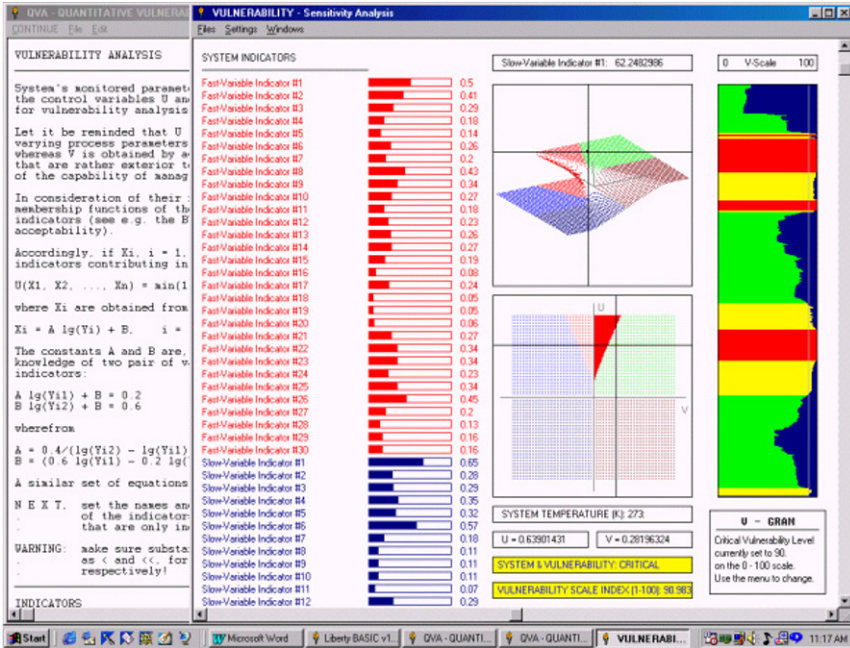 QVA - QUANTITATIVE VULNERA
CONTINUE File Edit
VULNERABILITY ANALYSIS
System's monitored paramet
the control variables U an
for vulnerability analysis
Let it be reminded that U
varying process parameters
whereas V is obtained by a
that are rather exterior t
of the capability of manag
In consideration of their
membership functions of th
indicators (see e.g. the B
acceptability).
Accordingly, if Xi, i = 1,
indicators contributing in
U(X1, X2, ..., Xn) = min(1
where Xi are obtained from
Xi = A lg(Yi) + B, i =
The constants A and B are,
knowledge of two pair of v
indicators:
A lg(Yi1) + B = 0.2
B lg(Yi2) + B = 0.6
wherefrom
A = 0.4/(lg(Yi2) - lg(Yi1)
B = (0.6 lg(Yi1) - 0.2 lg(
A similar set of equations
N E X T, set the names an
. of the indicator
. that are only in
WARNING: make sure substa
. as < and <<, for
. respectively!
INDICATORS
VULNERABILITY - Sensitivity Analysis
Files Settings Windows
SYSTEM INDICATORS
Fast-Variable Indicator #1 0.5
Fast-Variable Indicator #2 0.41
Fast-Variable Indicator #3 0.29
Fast-Variable Indicator #4 0.18
Fast-Variable Indicator #5 0.14
Fast-Variable Indicator #6 0.26
Fast-Variable Indicator #7 0.2
Fast-Variable Indicator #8 0.43
Fast-Variable Indicator #9 0.34
Fast-Variable Indicator #10 0.27
Fast-Variable Indicator #11 0.18
Fast-Variable Indicator #12 0.23
Fast-Variable Indicator #13 0.26
Fast-Variable Indicator #14 0.27
Fast-Variable Indicator #15 0.19
Fast-Variable Indicator #16 0.08
Fast-Variable Indicator #17 0.24
Fast-Variable Indicator #18 0.05
Fast-Variable Indicator #19 0.05
Fast-Variable Indicator #20 0.06
Fast-Variable Indicator #21 0.27
Fast-Variable Indicator #22 0.34
Fast-Variable Indicator #23 0.34
Fast-Variable Indicator #24 0.23
Fast-Variable Indicator #25 0.34
Fast-Variable Indicator #26 0.45
Fast-Variable Indicator #27 0.2
Fast-Variable Indicator #28 0.13
Fast-Variable Indicator #29 0.16
Fast-Variable Indicator #30 0.16
Slow-Variable Indicator #1 0.65
Slow-Variable Indicator #2 0.28
Slow-Variable Indicator #3 0.29
Slow-Variable Indicator #4 0.35
Slow-Variable Indicator #5 0.32
Slow-Variable Indicator #6 0.57
Slow-Variable Indicator #7 0.18
Slow-Variable Indicator #8 0.11
Slow-Variable Indicator #9 0.11
Slow-Variable Indicator #10 0.11
Slow-Variable Indicator #11 0.07
Slow-Variable Indicator #12 0.29
Slow-Variable Indicator #1: 62.2482986
U
V
SYSTEM TEMPERATURE (K): 273:
U = 0.63901431 V = 0.28196324
SYSTEM & VULNERABILITY: CRITICAL
VULNERABILITY SCALE INDEX (1-100): 90.983
0 V-Scale 100
U - GRAM
Critical Vulnerability Level
currently set to 90.
on the 0 - 100 scale.
Use the menu to change.
Start Microsoft Word Liberty BASIC v1... QVA - QUANTI... QVA - QUANTI... VULNERABI... 11:17 AM